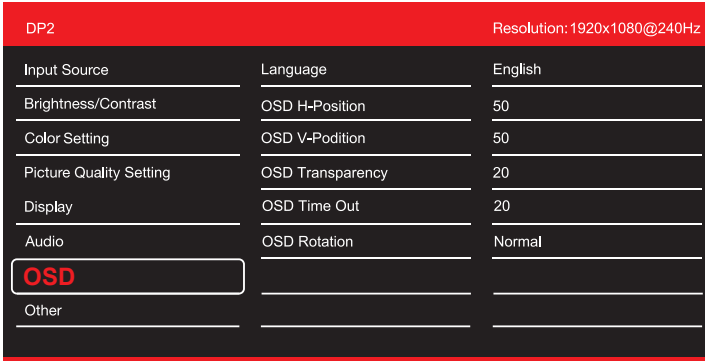 DP2 Resolution:1920x1080@240Hz
Input Source Language English
Brightness/Contrast OSD H-Position 50
Color Setting OSD V-Podition 50
Picture Quality Setting OSD Transparency 20
Display OSD Time Out 20
Audio OSD Rotation Normal
OSD
Other